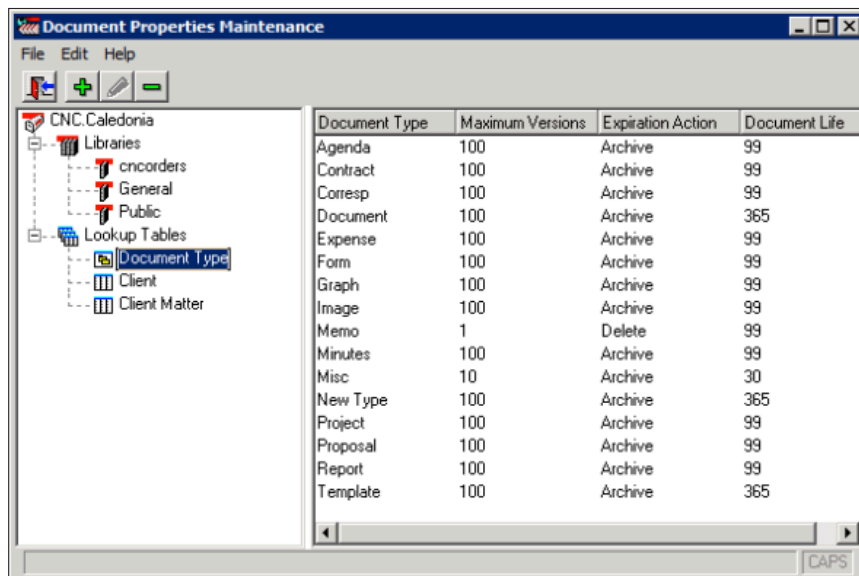 Document Properties Maintenance
File Edit Help
CNC.Caledonia
Libraries
cncorders
General
Public
Lookup Tables
Document Type
Client
Client Matter
Document Type Maximum Versions Expiration Action Document Life
Agenda 100 Archive 99
Contract 100 Archive 99
Corresp 100 Archive 99
Document 100 Archive 365
Expense 100 Archive 99
Form 100 Archive 99
Graph 100 Archive 99
Image 100 Archive 99
Memo 1 Delete 99
Minutes 100 Archive 99
Misc 10 Archive 30
New Type 100 Archive 365
Project 100 Archive 99
Proposal 100 Archive 99
Report 100 Archive 99
Template 100 Archive 365
CAPS